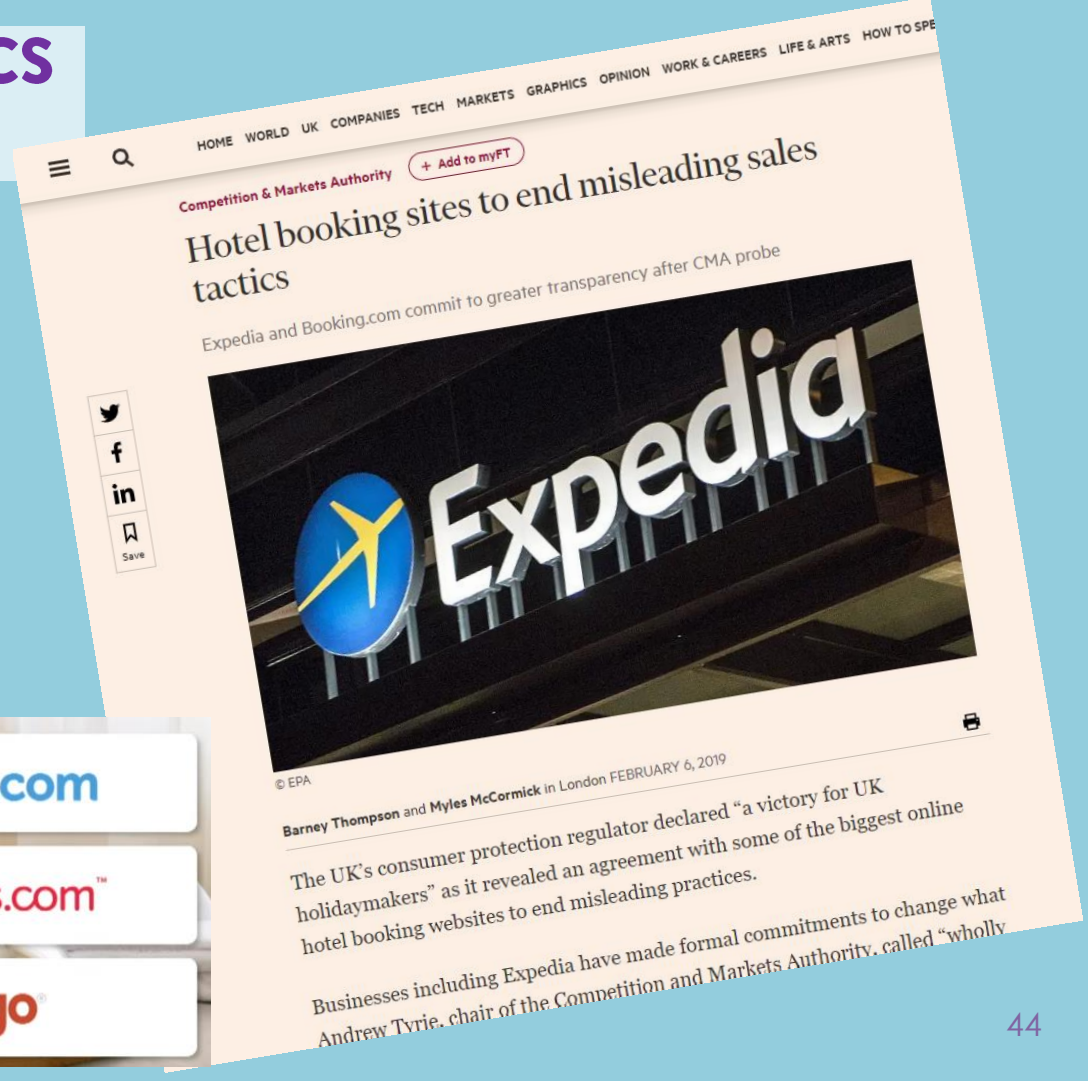 CS
HOME WORLD UK COMPANIES TECH MARKETS GRAPHICS OPINION WORK & CAREERS LIFE & ARTS HOW TO SPE
Competition & Markets Authority + Add to myFT
Hotel booking sites to end misleading sales
tactics
Expedia and Booking.com commit to greater transparency after CMA probe
Expedia
f
in
Save
© EPA
Barney Thompson and Myles McCormick in London FEBRUARY 6, 2019
The UK's consumer protection regulator declared “a victory for UK
holidaymakers” as it revealed an agreement with some of the biggest online
hotel booking websites to end misleading practices.
Businesses including Expedia have made formal commitments to change what
Andrew Tyrie, chair of the Competition and Markets Authority, called “wholly
.com
s.com™
go®
44